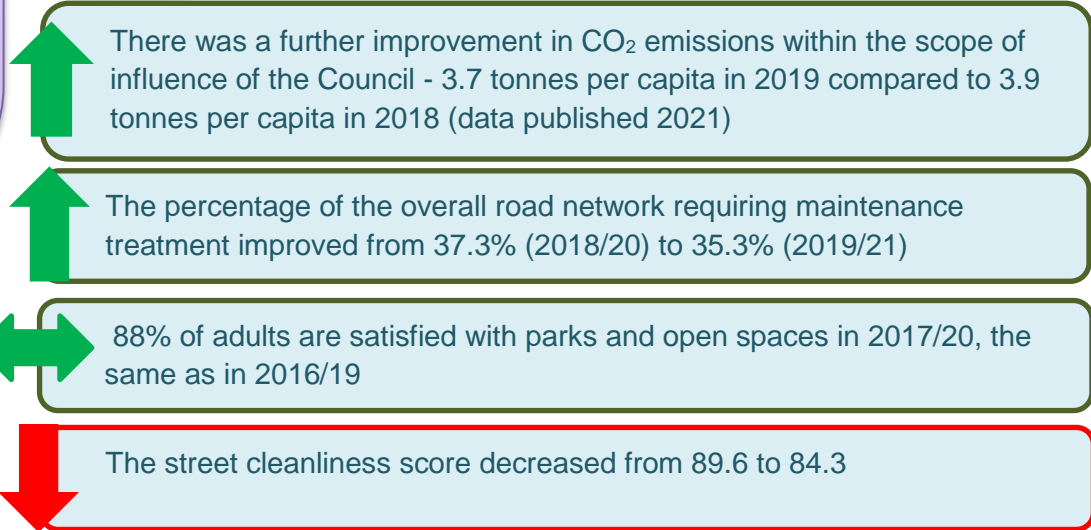 There was a further improvement in CO₂ emissions within the scope of
influence of the Council - 3.7 tonnes per capita in 2019 compared to 3.9
tonnes per capita in 2018 (data published 2021)
The percentage of the overall road network requiring maintenance
treatment improved from 37.3% (2018/20) to 35.3% (2019/21)
88% of adults are satisfied with parks and open spaces in 2017/20, the
same as in 2016/19
The street cleanliness score decreased from 89.6 to 84.3